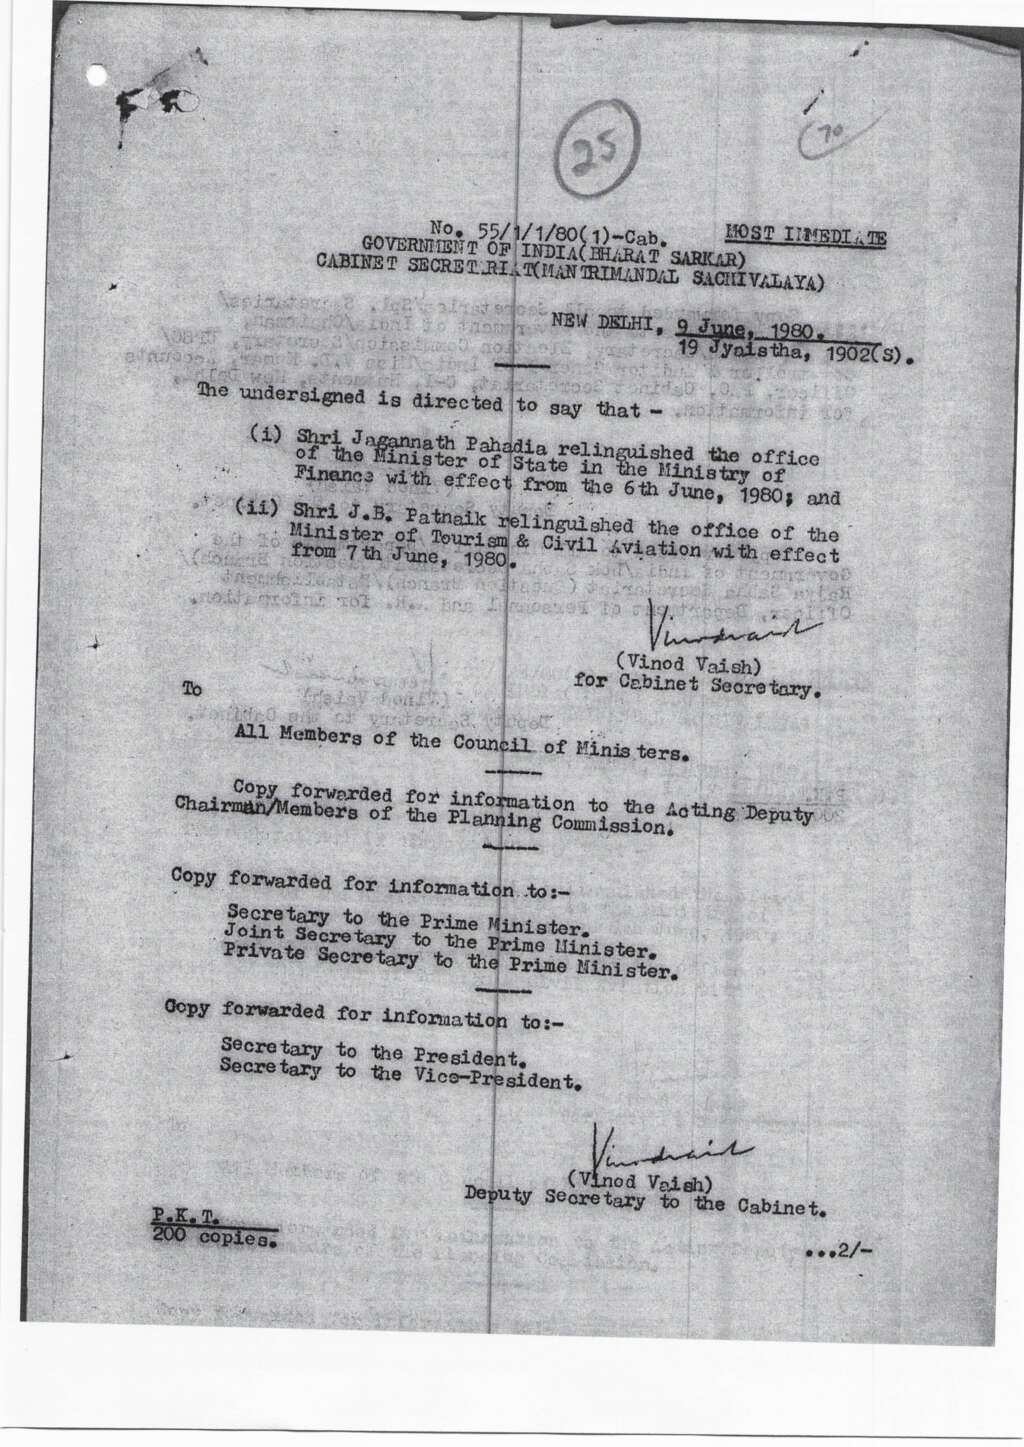 25
70
No. 55/1/1/80(1)-Cab. MOST IMMEDIATE
GOVERNMENT OF INDIA(BHARAT SARKAR)
CABINET SECRETARIAT(MANTRIMANDAL SACHIVALAYA)
NEW DELHI, 9 June, 1980.
19 Jyaistha, 1902(S).
The undersigned is directed to say that -
(i) Shri Jagannath Pahadia relinguished the office
of the Minister of State in the Ministry of
Finance with effect from the 6th June, 1980; and
(ii) Shri J.B. Patnaik relinguished the office of the
Minister of Tourism & Civil Aviation with effect
from 7th June, 1980.
(Vinod Vaish)
for Cabinet Secretary.
To
All Members of the Council of Ministers.
Copy forwarded for information to the Acting Deputy
Chairman/Members of the Planning Commission.
Copy forwarded for information to:-
Secretary to the Prime Minister.
Joint Secretary to the Prime Minister.
Private Secretary to the Prime Minister.
Copy forwarded for information to:-
Secretary to the President.
Secretary to the Vice-President.
(Vinod Vaish)
Deputy Secretary to the Cabinet.
P.K.T.
200 copies.
...2/-